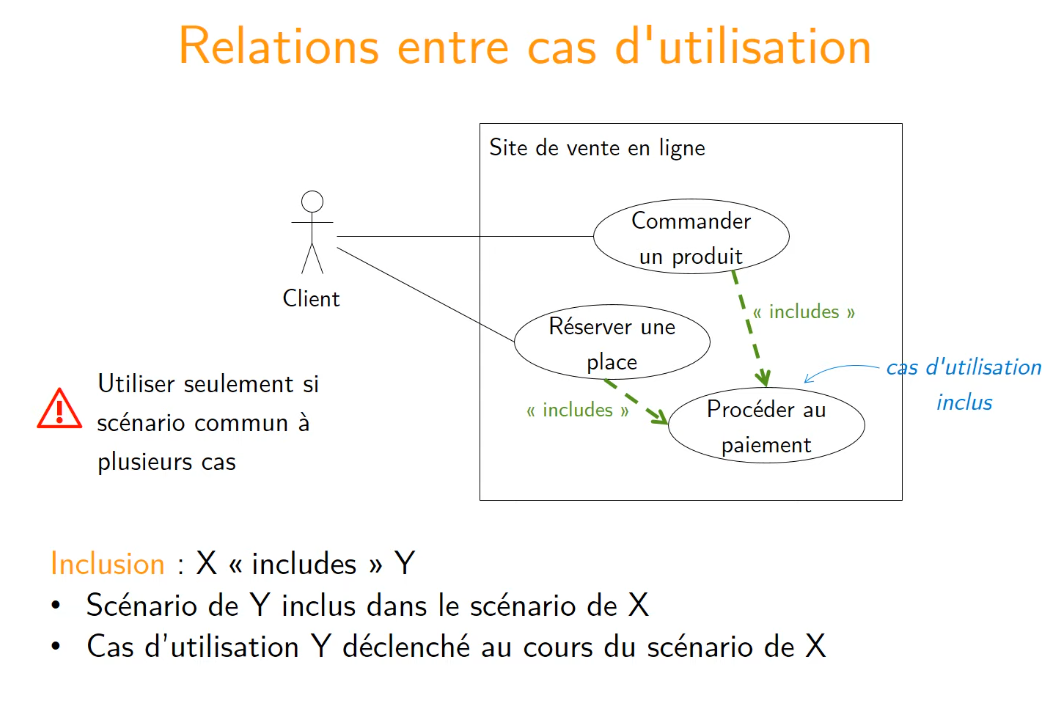 Relations entre cas d'utilisation
Site de vente en ligne
Commander
un produit
Client
« includes »
Réserver une
place
cas d'utilisation
inclus
Utiliser seulement si
scénario commun à
plusieurs cas
« includes »
Procéder au
paiement
Inclusion : X « includes » Y
• Scénario de Y inclus dans le scénario de X
• Cas d'utilisation Y déclenché au cours du scénario de X